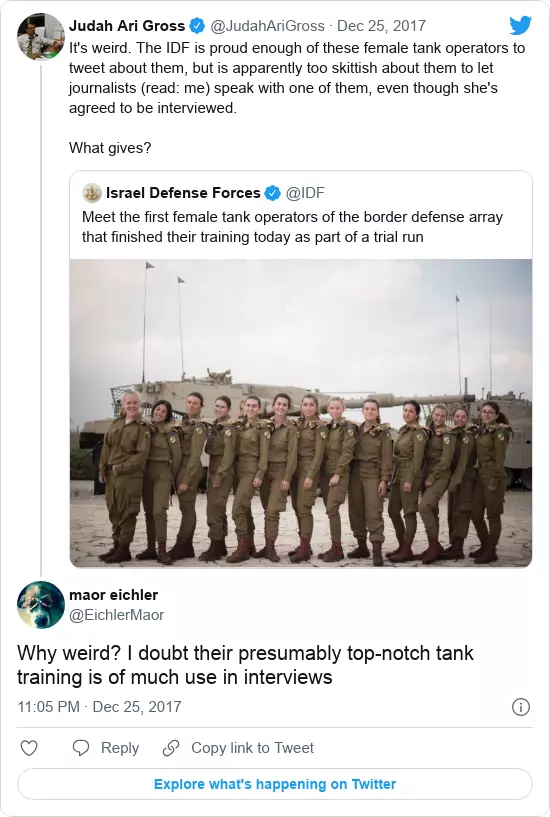 Judah Ari Gross @JudahAriGross · Dec 25, 2017
It's weird. The IDF is proud enough of these female tank operators to
tweet about them, but is apparently too skittish about them to let
journalists (read: me) speak with one of them, even though she's
agreed to be interviewed.
What gives?
Israel Defense Forces @IDF
Meet the first female tank operators of the border defense array
that finished their training today as part of a trial run
maor eichler
@EichlerMaor
Why weird? I doubt their presumably top-notch tank
training is of much use in interviews
11:05 PM · Dec 25, 2017
Reply Copy link to Tweet
Explore what's happening on Twitter